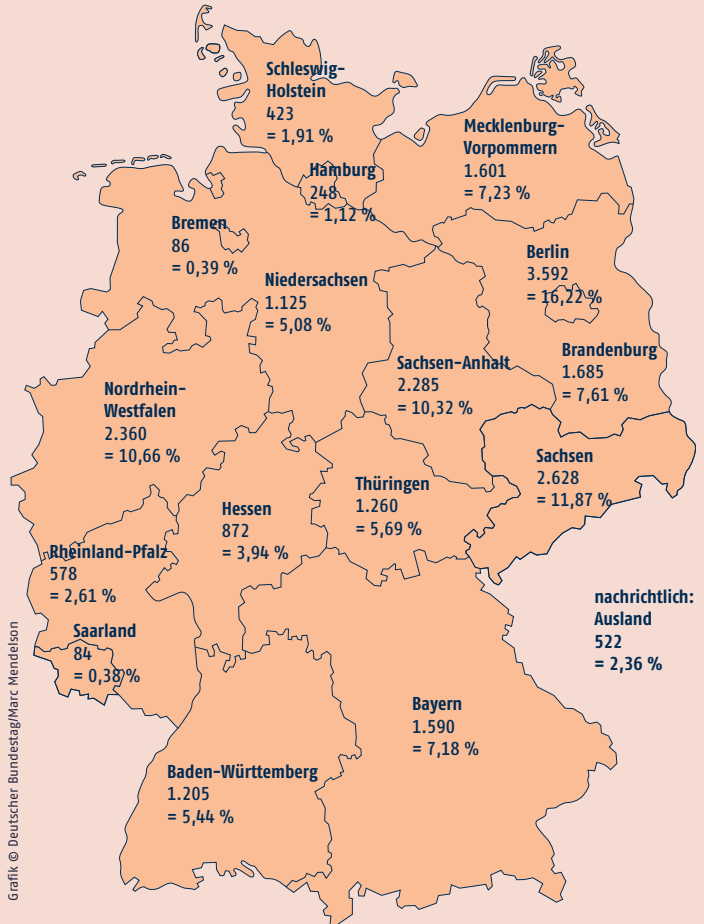 Schleswig-
Holstein
423
= 1,91 %
Mecklenburg-
Vorpommern
1.601
= 7,23 %
Hamburg
248
= 1,12 %
Bremen
86
= 0,39 %
Niedersachsen
1.125
= 5,08 %
Berlin
3.592
= 16,22 %
Brandenburg
1.685
= 7,61 %
Sachsen-Anhalt
2.285
= 10,32 %
Nordrhein-
Westfalen
2.360
= 10,66 %
Sachsen
2.628
= 11,87 %
Thüringen
1.260
= 5,69 %
Hessen
872
= 3,94 %
Rheinland-Pfalz
578
= 2,61 %
Saarland
84
= 0,38 %
nachrichtlich:
Ausland
522
= 2,36 %
Bayern
1.590
= 7,18 %
Baden-Württemberg
1.205
= 5,44 %
Grafik © Deutscher Bundestag/Marc Mendelson